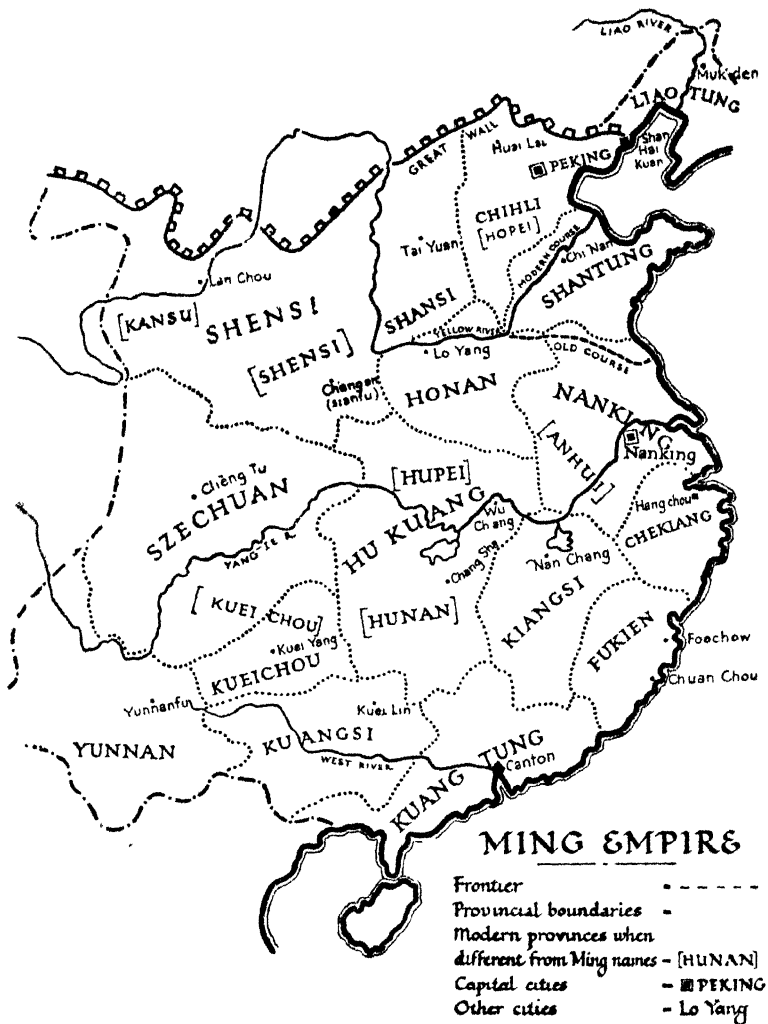 LIAO RIVER
Mukden
LIAO TUNG
GREAT WALL
Huai Lai
Shan
Hai
Kuan
PEKING
CHIHLI
[HOPEI]
Tai Yuan
MODERN COURSE
Chi Nan
SHANTUNG
Lan Chou
[KANSU]
SHENSI
SHANSI
YELLOW RIVER
[SHENSI]
Lo Yang
OLD COURSE
Chengan
(SIANFU)
HONAN
NANKING
Nanking
[ANHUI]
[HUPEI]
Chêng Tu
SZECHUAN
HU KUANG
Wu
Chang
Hangchou
CHEKIANG
YANG-TZE R
Chang Sha
Nan Chang
[KUEI CHOU]
[HUNAN]
KIANGSI
FUKIEN
Kuei Yang
KUEICHOU
Foochow
Chuan Chou
Yunnanfu
Kuei Lin
YUNNAN
KUANGSI
WEST RIVER
KUANG TUNG
Canton
MING EMPIRE
Frontier
Provincial boundaries -
Modern provinces when
different from Ming names - [HUNAN]
Capital cities - PEKING
Other cities - Lo Yang